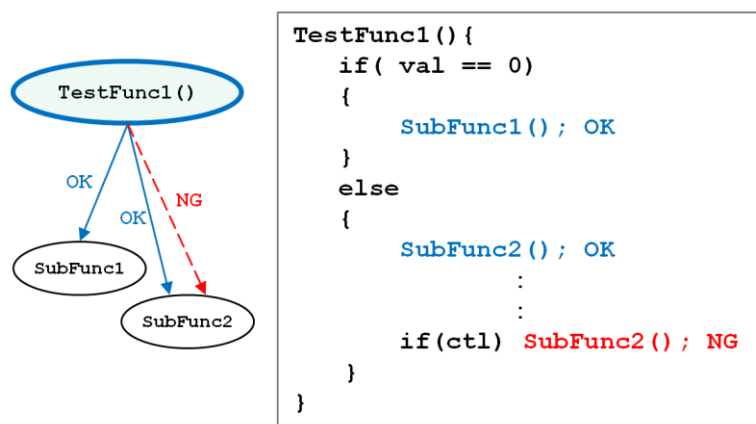 TestFunc1()
OK
OK
NG
SubFunc1
SubFunc2
TestFunc1(){
if( val == 0)
{
SubFunc1(); OK
}
else
{
SubFunc2(); OK
:
:
if(ctl) SubFunc2(); NG
}
}